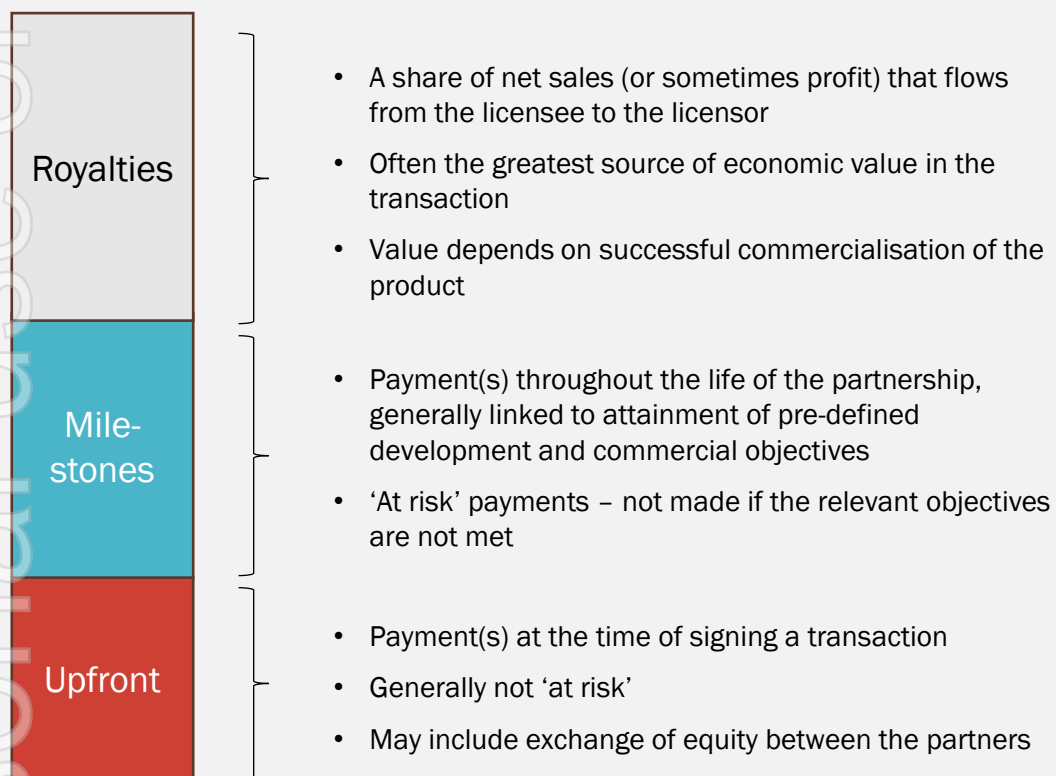 Royalties
• A share of net sales (or sometimes profit) that flows
from the licensee to the licensor
• Often the greatest source of economic value in the
transaction
• Value depends on successful commercialisation of the
product
Mile-
stones
• Payment(s) throughout the life of the partnership,
generally linked to attainment of pre-defined
development and commercial objectives
• ‘At risk’ payments – not made if the relevant objectives
are not met
Upfront
• Payment(s) at the time of signing a transaction
• Generally not ‘at risk’
• May include exchange of equity between the partners